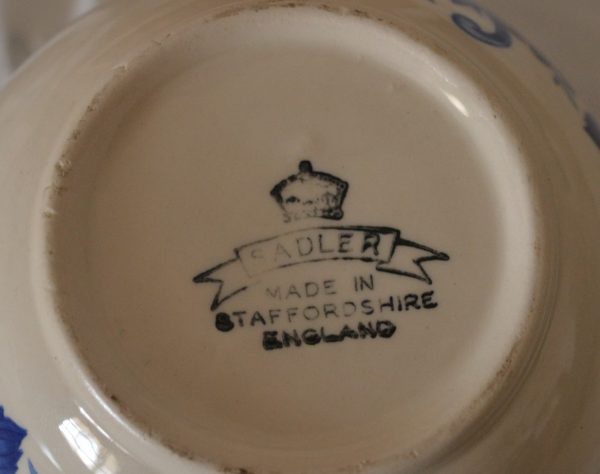 SADLER
MADE IN
STAFFORDSHIRE
ENGLAND